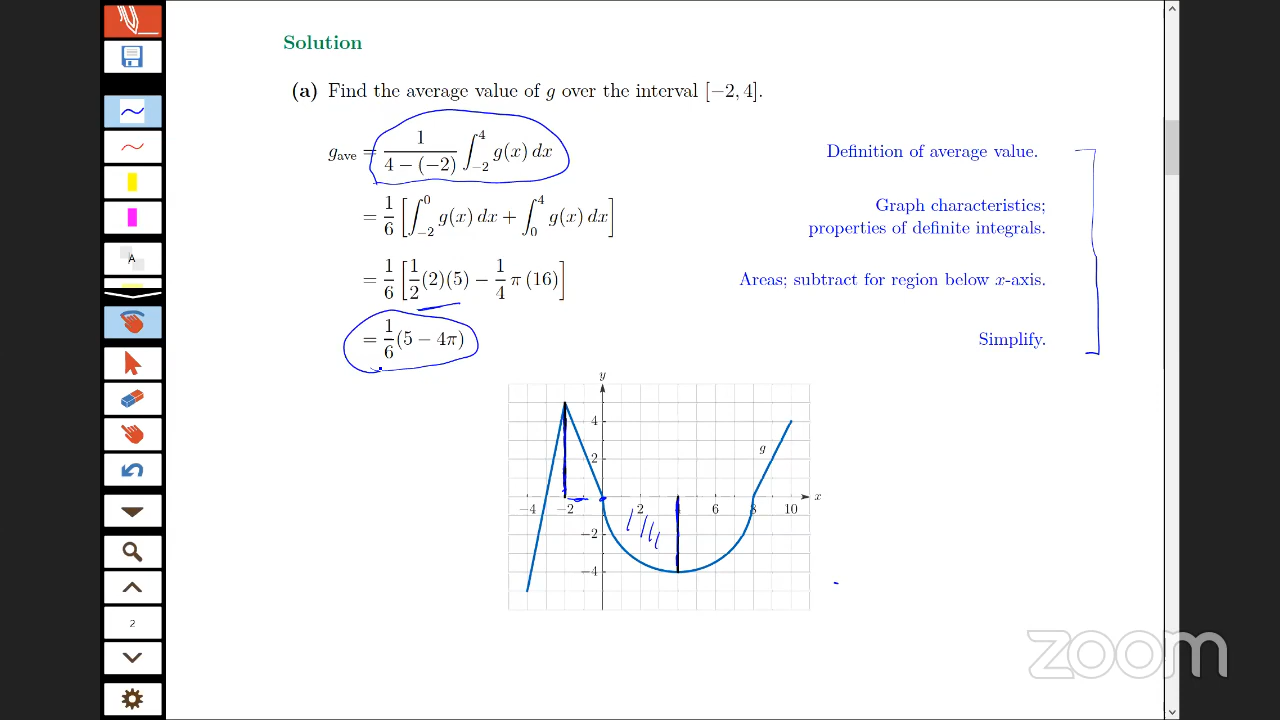 Solution
(a) Find the average value of g over the interval [−2, 4].
g_ave = 1/(4 − (−2)) ∫_{−2}^{4} g(x) dx Definition of average value.
= 1/6 [∫_{−2}^{0} g(x) dx + ∫_{0}^{4} g(x) dx] Graph characteristics;
properties of definite integrals.
= 1/6 [1/2 (2)(5) − 1/4 π (16)] Areas; subtract for region below x-axis.
= 1/6 (5 − 4π) Simplify.
y
4
g
2
x
−4 −2 2 4 6 8 10
−2
−4
A
2
zoom